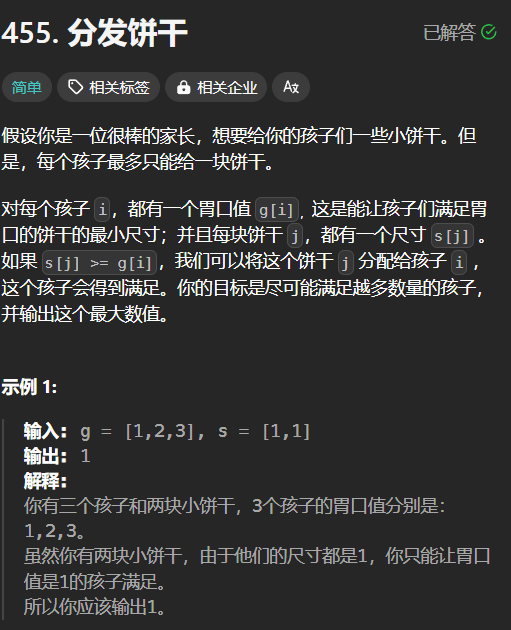 455. 分发饼干
已解答
简单 相关标签 相关企业
假设你是一位很棒的家长，想要给你的孩子们一些小饼干。但
是，每个孩子最多只能给一块饼干。
对每个孩子 i，都有一个胃口值 g[i]，这是能让孩子们满足胃
口的饼干的最小尺寸；并且每块饼干 j，都有一个尺寸 s[j] 。
如果 s[j] >= g[i]，我们可以将这个饼干 j 分配给孩子 i ，
这个孩子会得到满足。你的目标是尽可能满足越多数量的孩子，
并输出这个最大数值。
示例 1:
输入: g = [1,2,3], s = [1,1]
输出: 1
解释:
你有三个孩子和两块小饼干，3个孩子的胃口值分别是：
1,2,3。
虽然你有两块小饼干，由于他们的尺寸都是1，你只能让胃口
值是1的孩子满足。
所以你应该输出1。